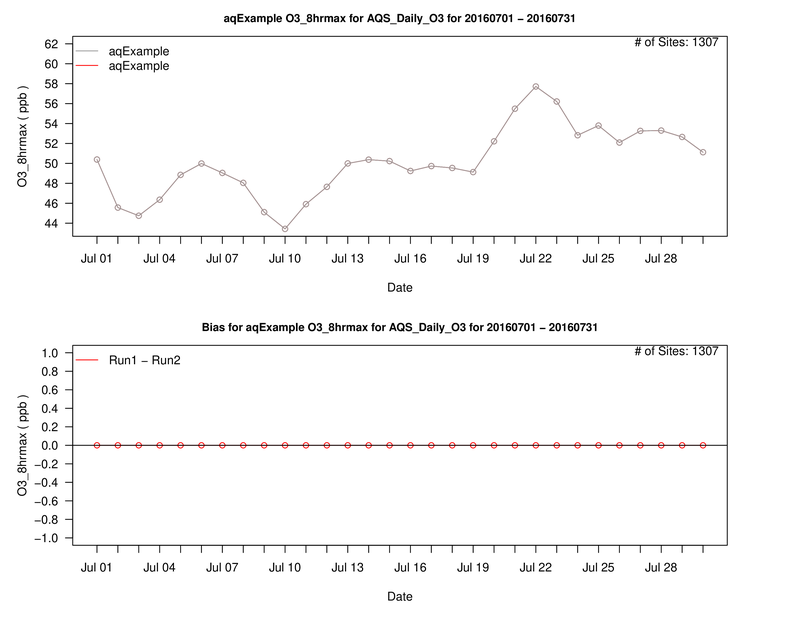 aqExample O3_8hrmax for AQS_Daily_O3 for 20160701 − 20160731
# of Sites: 1307
aqExample
aqExample
O3_8hrmax ( ppb )
62
60
58
56
54
52
50
48
46
44
Jul 01 Jul 04 Jul 07 Jul 10 Jul 13 Jul 16 Jul 19 Jul 22 Jul 25 Jul 28
Date
Bias for aqExample O3_8hrmax for AQS_Daily_O3 for 20160701 − 20160731
# of Sites: 1307
Run1 − Run2
O3_8hrmax ( ppb )
1.0
0.8
0.6
0.4
0.2
0.0
−0.2
−0.4
−0.6
−0.8
−1.0
Jul 01 Jul 04 Jul 07 Jul 10 Jul 13 Jul 16 Jul 19 Jul 22 Jul 25 Jul 28
Date